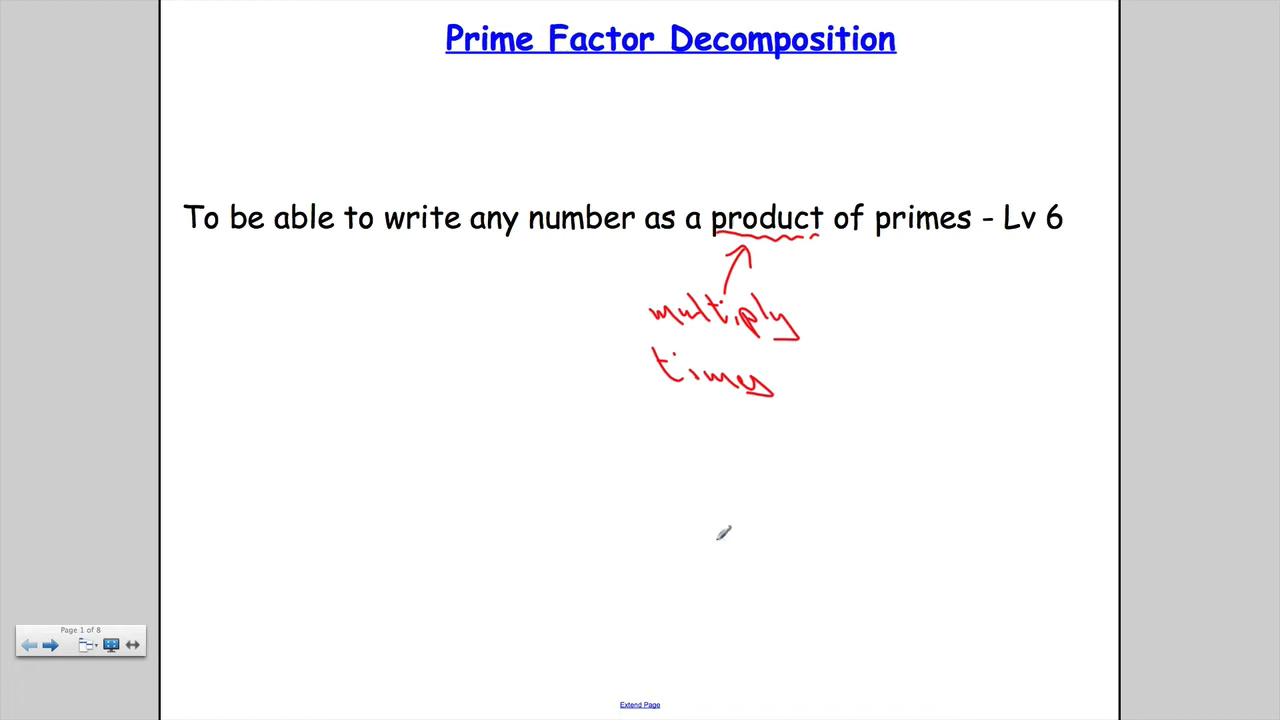 Prime Factor Decomposition
To be able to write any number as a product of primes - Lv 6
multiply
times
Page 1 of 8
Extend Page